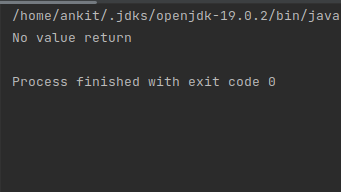 /home/ankit/.jdks/openjdk-19.0.2/bin/java
No value return
Process finished with exit code 0